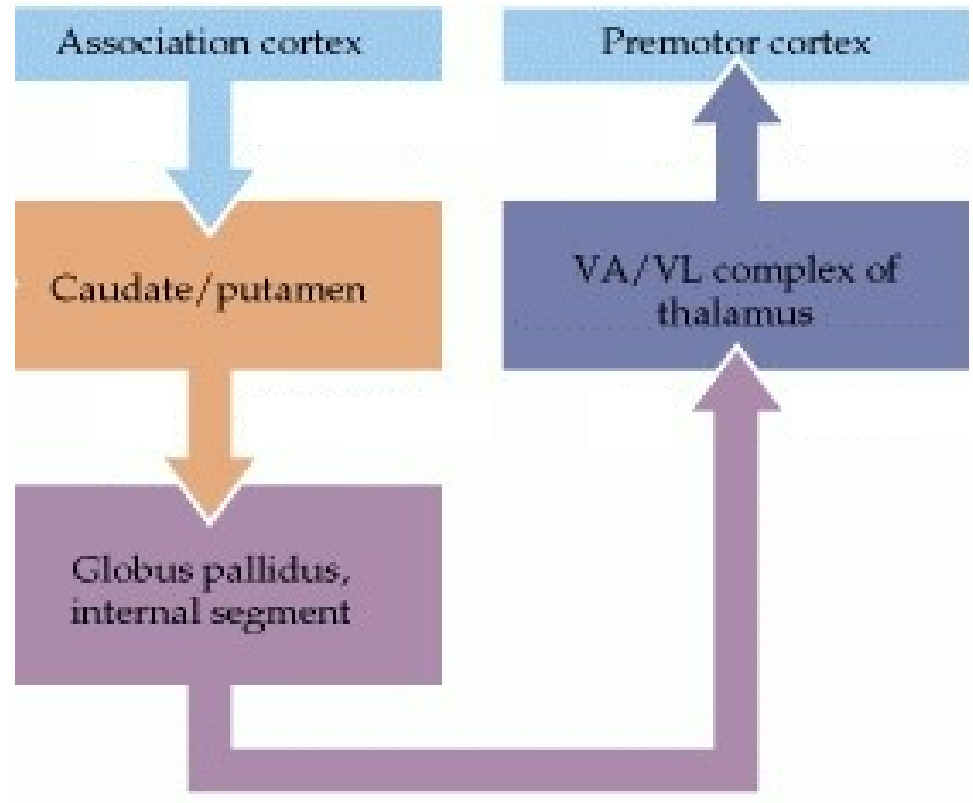 Association cortex
Premotor cortex
Caudate/putamen
VA/VL complex of
thalamus
Globus pallidus,
internal segment